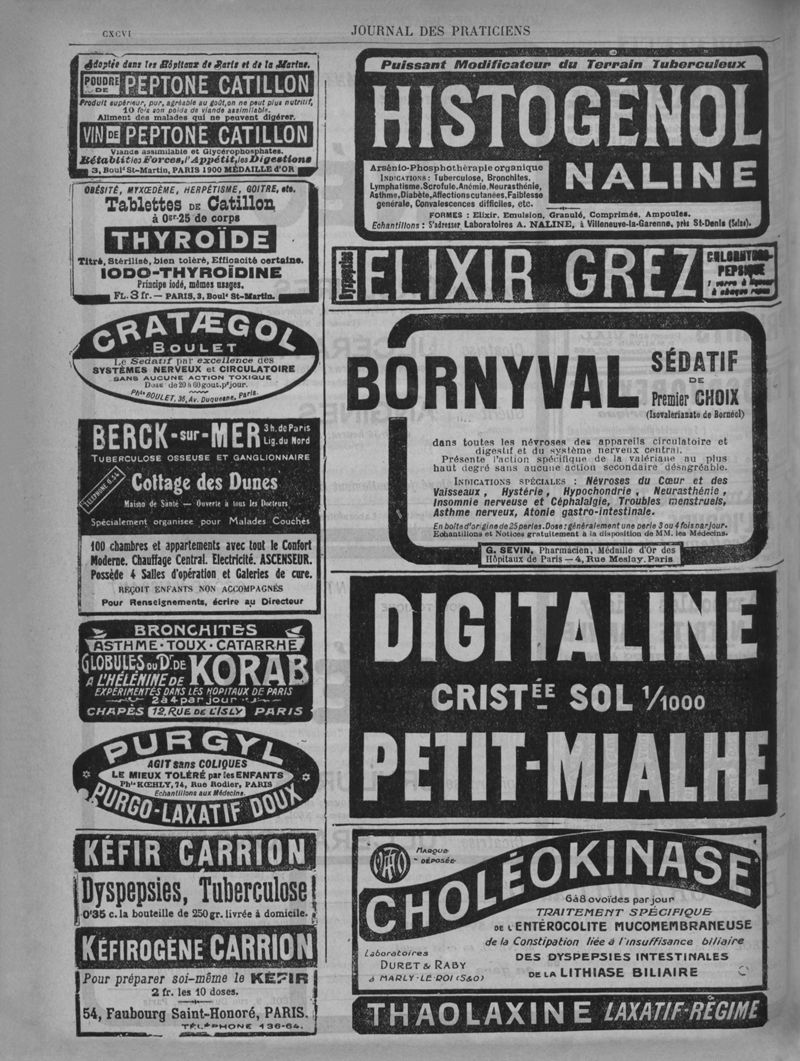 CXCVI
JOURNAL DES PRATICIENS
Adoptée dans les Hôpitaux de Paris et de la Marine.
POUDRE DE PEPTONE CATILLON
Produit supérieur, pur, agréable au goût, on ne peut plus nutritif,
10 fois son poids de viande assimilable.
Aliment des malades qui ne peuvent digérer.
VIN DE PEPTONE CATILLON
Viande assimilable et Glycérophosphates.
Rétablit les Forces, l'Appétit, les Digestions
3, Boulᵗ St-Martin, PARIS 1900 MÉDAILLE D'OR
OBÉSITÉ, MYXŒDÈME, HERPÉTISME, GOITRE, etc.
Tablettes DE Catillon
à 0gr·25 de corps
THYROÏDE
Titré, Stérilisé, bien toléré, Efficacité certaine.
IODO-THYROÏDINE
Principe iodé, mêmes usages.
FL. 3 fr. — PARIS, 3, Boulᵗ St-Martin.
CRATÆGOL
BOULET
Le Sédatif par excellence des
SYSTÈMES NERVEUX et CIRCULATOIRE
SANS AUCUNE ACTION TOXIQUE
Dose de 20 à 60 gout. pʳ jour.
Phⁱᵉ BOULET, 35, Av. Duquesne, Paris.
BERCK-sur-MER 3 h. de Paris
Lig. du Nord
TUBERCULOSE OSSEUSE ET GANGLIONNAIRE
TÉLÉPHONE 0.34
Cottage des Dunes
Maison de Santé — Ouverte à tous les Docteurs
Spécialement organisée pour Malades Couchés
100 chambres et appartements avec tout le Confort
Moderne. Chauffage Central. Electricité. ASCENSEUR.
Possède 4 Salles d'opération et Galeries de cure.
REÇOIT ENFANTS NON ACCOMPAGNÉS
Pour Renseignements, écrire au Directeur
BRONCHITES
ASTHME·TOUX·CATARRHE
GLOBULES DU Dʳ DE KORAB
A L'HÉLÉNINE DE
EXPÉRIMENTÉS DANS LES HOPITAUX DE PARIS
2 à 4 par jour
CHAPÈS 12, RUE DE L'ISLY PARIS
PURGYL
AGIT sans COLIQUES
LE MIEUX TOLÉRÉ par les ENFANTS
Phⁱᵉ KŒHLY, 74, Rue Rodier, PARIS
Echantillons aux Médecins.
PURGO-LAXATIF DOUX
KÉFIR CARRION
Dyspepsies, Tuberculose
0'35 c. la bouteille de 250 gr. livrée à domicile.
KÉFIROGÈNE CARRION
Pour préparer soi-même le KÉFIR
2 fr. les 10 doses.
54, Faubourg Saint-Honoré, PARIS.
TÉLÉPHONE 136-64.
Puissant Modificateur du Terrain Tuberculeux
HISTOGÉNOL
NALINE
Arsénio-Phosphothérapie organique
INDICATIONS: Tuberculose, Bronchites,
Lymphatisme, Scrofule, Anémie, Neurasthénie,
Asthme, Diabète, Affections cutanées, Faiblesse
générale, Convalescences difficiles, etc.
FORMES : Elixir. Emulsion, Granulé, Comprimés, Ampoules.
Echantillons : S'adresser Laboratoires A. NALINE, à Villeneuve-la-Garenne, près St-Denis (Seine).
Dyspepsies
ELIXIR GREZ
CHLORHYDRO-
PEPSIQUE
1 verre à liqueur
à chaque repas
BORNYVAL
SÉDATIF
DE
Premier CHOIX
(Isovalérianate de Bornéol)
dans toutes les névroses des appareils circulatoire et
digestif et du système nerveux central.
Présente l'action spécifique de la valériane au plus
haut degré sans aucune action secondaire désagréable.
INDICATIONS SPÉCIALES : Névroses du Cœur et des
Vaisseaux, Hystérie, Hypochondrie, Neurasthénie,
Insomnie nerveuse et Céphalalgie, Troubles menstruels,
Asthme nerveux, Atonie gastro-intestinale.
En boîte d'origine de 25 perles. Dose: généralement une perle 3 ou 4 fois par jour.
Echantillons et Notices gratuitement à la disposition de MM. les Médecins.
G. SEVIN, Pharmacien, Médaille d'Or des
Hôpitaux de Paris — 4, Rue Meslay, Paris
DIGITALINE
CRISTᴱ́ᴱ SOL 1/1000
PETIT-MIALHE
MARQUE
DÉPOSÉE
CHOLÉOKINASE
6 à 8 ovoïdes par jour
TRAITEMENT SPÉCIFIQUE
DE L'ENTÉROCOLITE MUCOMEMBRANEUSE
de la Constipation liée à l'insuffisance biliaire
DES DYSPEPSIES INTESTINALES
DE LA LITHIASE BILIAIRE
Laboratoires
DURET & RABY
à MARLY-LE-ROI (S&O)
THAOLAXINE LAXATIF-RÉGIME